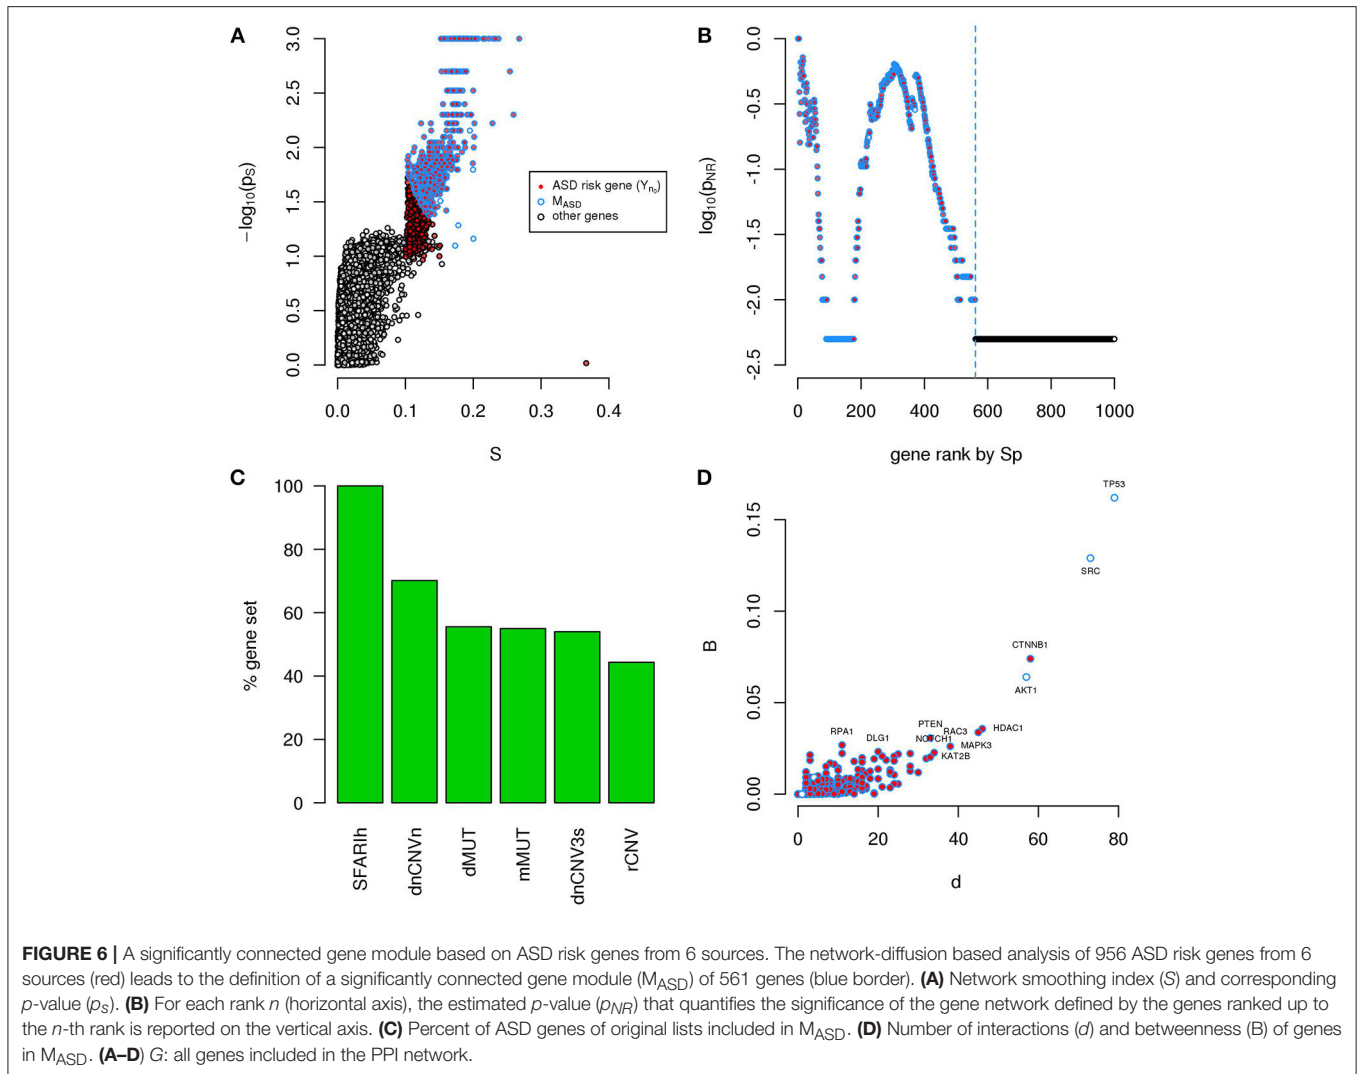 A
3.0
2.5
2.0
1.5
1.0
0.5
0.0
−log10(pS)
0.0 0.1 0.2 0.3 0.4
S
ASD risk gene (Yn0)
MASD
other genes
B
0.0
-0.5
-1.0
-1.5
-2.0
-2.5
log10(pNR)
0 200 400 600 800 1000
gene rank by Sp
C
100
80
60
40
20
0
% gene set
SFARIh
dnCNVn
dMUT
mMUT
dnCNV3s
rCNV
D
0.15
0.10
0.05
0.00
B
TP53
SRC
CTNNB1
AKT1
PTEN
RPA1
DLG1
NOTCH1
RAC3
HDAC1
MAPK3
KAT2B
0 20 40 60 80
d
FIGURE 6 | A significantly connected gene module based on ASD risk genes from 6 sources. The network-diffusion based analysis of 956 ASD risk genes from 6
sources (red) leads to the definition of a significantly connected gene module (MASD) of 561 genes (blue border). (A) Network smoothing index (S) and corresponding
p-value (ps). (B) For each rank n (horizontal axis), the estimated p-value (pNR) that quantifies the significance of the gene network defined by the genes ranked up to
the n-th rank is reported on the vertical axis. (C) Percent of ASD genes of original lists included in MASD. (D) Number of interactions (d) and betweenness (B) of genes
in MASD. (A–D) G: all genes included in the PPI network.